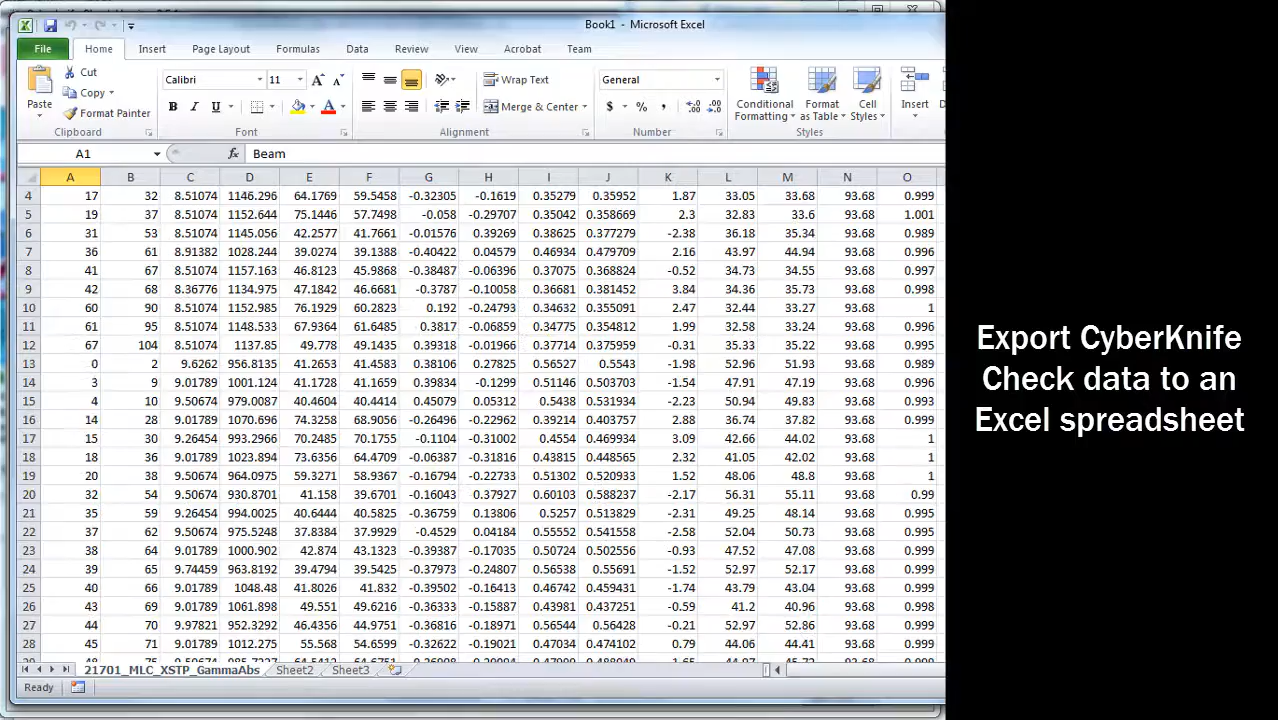 Book1 - Microsoft Excel
File Home Insert Page Layout Formulas Data Review View Acrobat Team
Paste Cut Copy Format Painter
Calibri 11
B I U A A A
Wrap Text
Merge & Center
General
$ % ,
Conditional Formatting
Format as Table
Cell Styles
Insert
Clipboard Font Alignment Number Styles
A1 fx Beam
A B C D E F G H I J K L M N O
4 17 32 8.51074 1146.296 64.1769 59.5458 -0.32305 -0.1619 0.35279 0.35952 1.87 33.05 33.68 93.68 0.999
5 19 37 8.51074 1152.644 75.1446 57.7498 -0.058 -0.29707 0.35042 0.358669 2.3 32.83 33.6 93.68 1.001
6 31 53 8.51074 1145.056 42.2577 41.7661 -0.01576 0.39269 0.38625 0.377279 -2.38 36.18 35.34 93.68 0.989
7 36 61 8.91382 1028.244 39.0274 39.1388 -0.40422 0.04529 0.46934 0.479709 2.16 43.97 44.94 93.68 0.996
8 41 67 8.51074 1157.163 46.8123 45.9868 -0.38487 -0.06396 0.37075 0.368824 -0.52 34.73 34.55 93.68 0.997
9 42 68 8.36776 1134.975 47.1842 46.6681 -0.3787 -0.10058 0.36681 0.381452 3.84 34.36 35.73 93.68 0.998
10 60 90 8.51074 1152.985 76.1929 60.2823 0.192 -0.24793 0.34632 0.355091 2.47 32.44 33.27 93.68 1
11 61 95 8.51074 1148.533 67.9364 61.6485 0.3817 -0.06859 0.34775 0.354812 1.99 32.58 33.24 93.68 0.996
12 67 104 8.51074 1137.85 49.778 49.1435 0.39318 -0.01966 0.37714 0.375959 -0.31 35.33 35.22 93.68 0.995
13 0 2 9.6262 956.8135 41.2653 41.4583 0.38106 0.27825 0.56527 0.5543 -1.98 52.96 51.93 93.68 0.989
14 3 9 9.01789 1001.124 41.1728 41.1659 0.39834 -0.1299 0.51146 0.503703 -1.54 47.91 47.19 93.68 0.996
15 4 10 9.50674 979.0087 40.4604 40.4414 0.45079 0.05312 0.5438 0.531934 -2.23 50.94 49.83 93.68 0.993
16 14 28 9.01789 1070.696 74.3258 68.9056 -0.26496 -0.22962 0.39214 0.403757 2.88 36.74 37.82 93.68 0.999
17 15 30 9.26454 993.2966 70.2485 70.1755 -0.1104 -0.31002 0.4554 0.469934 3.09 42.66 44.02 93.68 1
18 18 36 9.01789 1023.894 73.6356 64.4709 -0.06387 -0.31816 0.43815 0.448565 2.32 41.05 42.02 93.68 1
19 20 38 9.50674 964.0975 59.3271 58.9367 -0.16794 -0.22733 0.51302 0.520933 1.52 48.06 48.8 93.68 1
20 32 54 9.50674 930.8701 41.158 39.6701 -0.16043 0.37927 0.60103 0.588237 -2.17 56.31 55.11 93.68 0.99
21 35 59 9.26454 994.0025 40.6444 40.5825 -0.36759 0.13806 0.5257 0.513829 -2.31 49.25 48.14 93.68 0.995
22 37 62 9.50674 975.5248 37.8384 37.9929 -0.4529 0.04184 0.55552 0.541558 -2.58 52.04 50.73 93.68 0.995
23 38 64 9.01789 1000.902 42.874 43.1323 -0.39387 -0.17035 0.50724 0.502556 -0.93 47.52 47.08 93.68 0.995
24 39 65 9.74459 963.8192 39.4794 39.5425 -0.37763 -0.24807 0.56538 0.55691 -1.52 52.97 52.17 93.68 0.995
25 40 66 9.01789 1048.48 41.8026 41.832 -0.39502 -0.16413 0.46742 0.459431 -1.74 43.79 43.04 93.68 0.995
26 43 69 9.01789 1061.898 49.551 49.6216 -0.36333 -0.15887 0.43981 0.437251 -0.59 41.2 40.96 93.68 0.998
27 44 70 9.97821 952.3292 46.4356 44.9751 -0.36816 -0.18971 0.56544 0.56428 -0.21 52.97 52.86 93.68 0.995
28 45 71 9.01789 1012.275 55.568 54.6599 -0.32622 -0.19021 0.47034 0.474102 0.79 44.06 44.41 93.68 0.999
21701_MLC_XSTP_GammaAbs Sheet2 Sheet3
Ready
Export CyberKnife
Check data to an
Excel spreadsheet